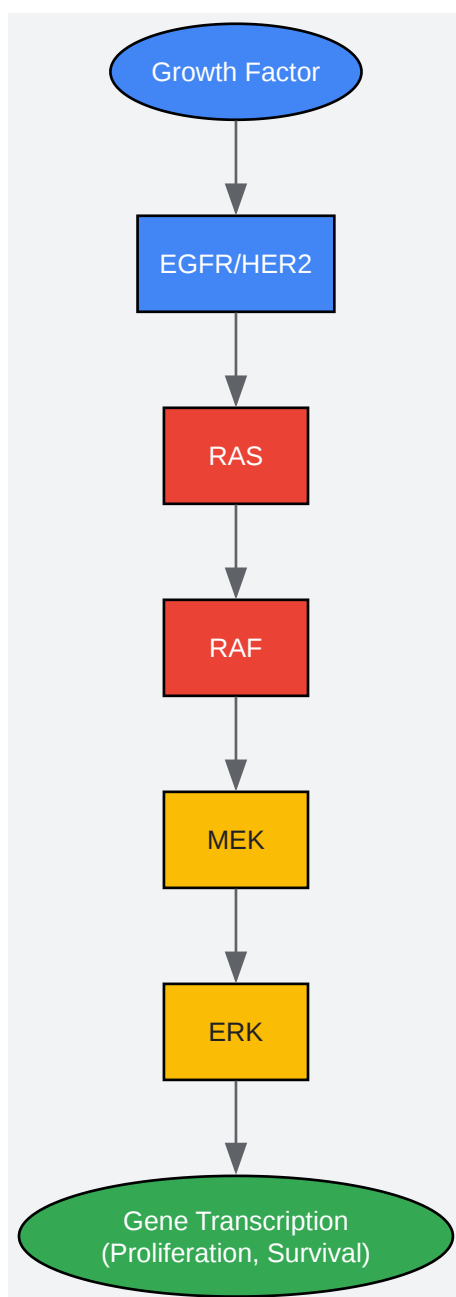 Growth Factor
EGFR/HER2
RAS
RAF
MEK
ERK
Gene Transcription
(Proliferation, Survival)